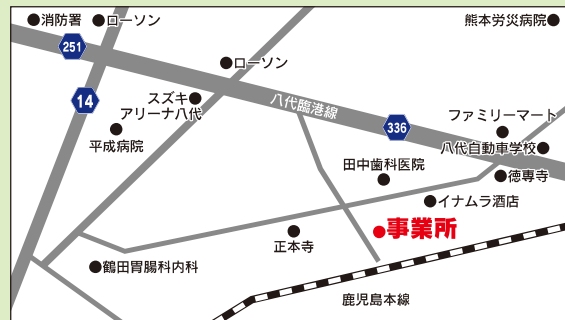 消防署
ローソン
熊本労災病院
251
ローソン
14
スズキ
アリーナ八代
八代臨港線
336
ファミリーマート
平成病院
八代自動車学校
田中歯科医院
徳専寺
イナムラ酒店
正本寺
事業所
鶴田胃腸科内科
鹿児島本線